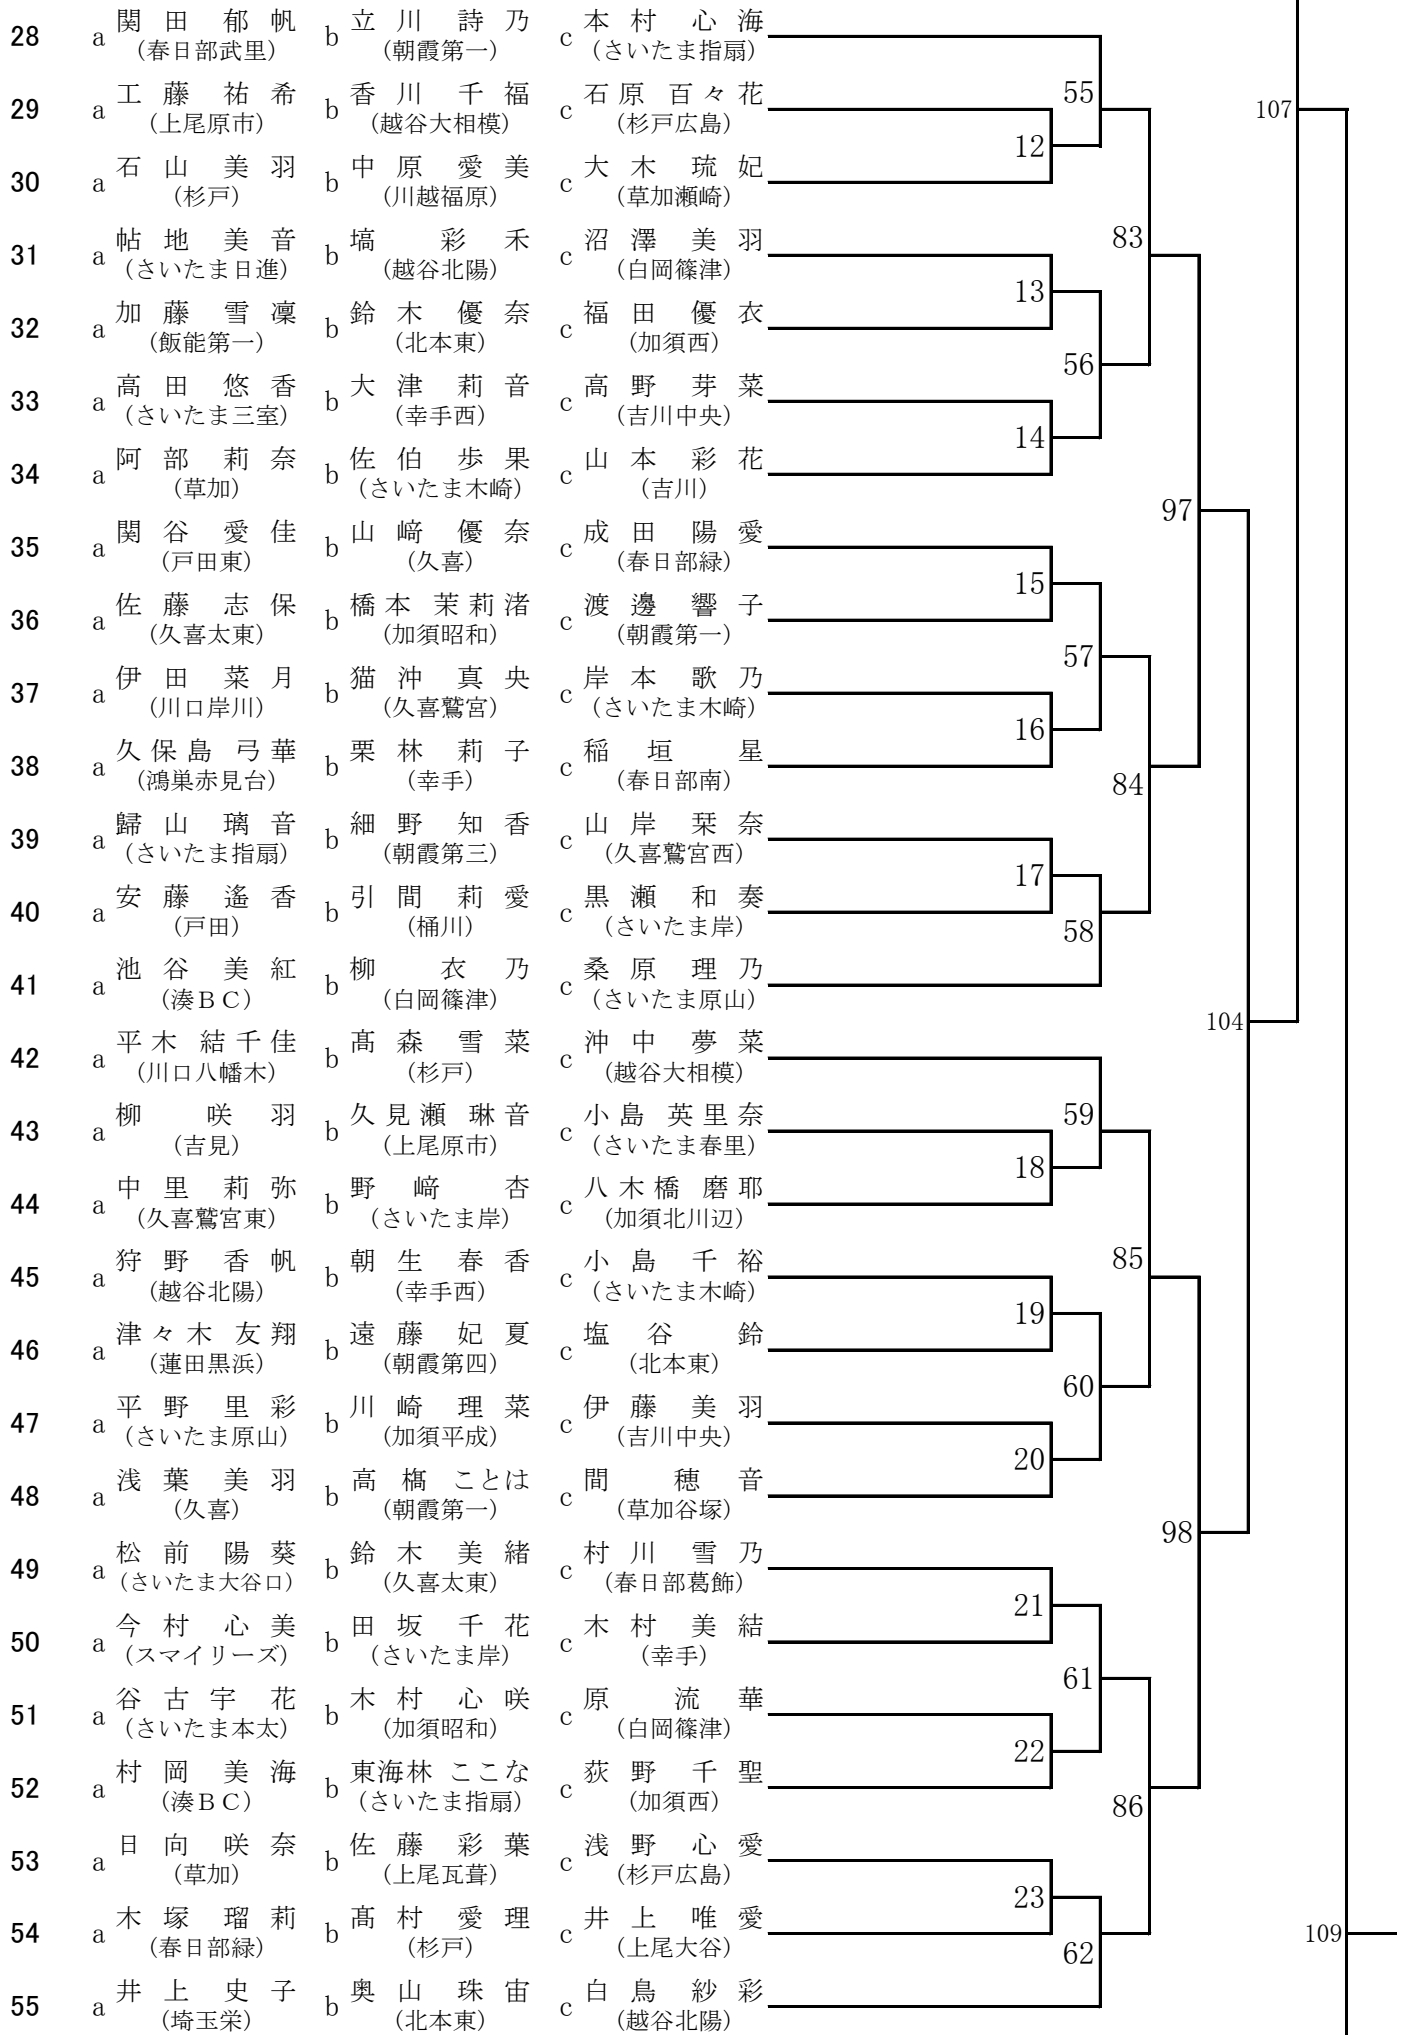 28 a 関田 郁帆 b 立川 詩乃 c 本村 心海
(春日部武里) (朝霞第一) (さいたま指扇)
55
29 a 工藤 祐希 b 香川 千福 c 石原 百々花
(上尾原市) (越谷大相模) (杉戸広島)
107
12
30 a 石山 美羽 b 中原 愛美 c 大木 琉妃
(杉戸) (川越福原) (草加瀬崎)
83
31 a 帖地 美音 b 塙 彩禾 c 沼澤 美羽
(さいたま日進) (越谷北陽) (白岡篠津)
13
32 a 加藤 雪凜 b 鈴木 優奈 c 福田 優衣
(飯能第一) (北本東) (加須西)
56
33 a 高田 悠香 b 大津 莉音 c 高野 芽菜
(さいたま三室) (幸手西) (吉川中央)
14
34 a 阿部 莉奈 b 佐伯 歩果 c 山本 彩花
(草加) (さいたま木崎) (吉川)
97
35 a 関谷 愛佳 b 山﨑 優奈 c 成田 陽愛
(戸田東) (久喜) (春日部緑)
15
36 a 佐藤 志保 b 橋本 茉莉渚 c 渡邊 響子
(久喜太東) (加須昭和) (朝霞第一)
57
37 a 伊田 菜月 b 猫沖 真央 c 岸本 歌乃
(川口岸川) (久喜鷲宮) (さいたま木崎)
16
38 a 久保島 弓華 b 栗林 莉子 c 稲垣 星
(鴻巣赤見台) (幸手) (春日部南)
84
39 a 歸山 璃音 b 細野 知香 c 山岸 栞奈
(さいたま指扇) (朝霞第三) (久喜鷲宮西)
17
40 a 安藤 遙香 b 引間 莉愛 c 黒瀬 和奏
(戸田) (桶川) (さいたま岸)
58
41 a 池谷 美紅 b 柳 衣乃 c 桑原 理乃
(湊BC) (白岡篠津) (さいたま原山)
104
42 a 平木 結千佳 b 髙森 雪菜 c 沖中 夢菜
(川口八幡木) (杉戸) (越谷大相模)
59
43 a 柳 咲羽 b 久見瀬 琳音 c 小島 英里奈
(吉見) (上尾原市) (さいたま春里)
18
44 a 中里 莉弥 b 野﨑 杏 c 八木橋 磨耶
(久喜鷲宮東) (さいたま岸) (加須北川辺)
85
45 a 狩野 香帆 b 朝生 春香 c 小島 千裕
(越谷北陽) (幸手西) (さいたま木崎)
19
46 a 津々木 友翔 b 遠藤 妃夏 c 塩谷 鈴
(蓮田黒浜) (朝霞第四) (北本東)
60
47 a 平野 里彩 b 川崎 理菜 c 伊藤 美羽
(さいたま原山) (加須平成) (吉川中央)
20
48 a 浅葉 美羽 b 高槗 ことは c 間 穂音
(久喜) (朝霞第一) (草加谷塚)
98
49 a 松前 陽葵 b 鈴木 美緒 c 村川 雪乃
(さいたま大谷口) (久喜太東) (春日部葛飾)
21
50 a 今村 心美 b 田坂 千花 c 木村 美結
(スマイリーズ) (さいたま岸) (幸手)
61
51 a 谷古宇 花 b 木村 心咲 c 原 流華
(さいたま本太) (加須昭和) (白岡篠津)
22
52 a 村岡 美海 b 東海林 ここな c 荻野 千聖
(湊BC) (さいたま指扇) (加須西)
86
53 a 日向 咲奈 b 佐藤 彩葉 c 浅野 心愛
(草加) (上尾瓦葺) (杉戸広島)
23
54 a 木塚 瑠莉 b 髙村 愛理 c 井上 唯愛
(春日部緑) (杉戸) (上尾大谷)
109
62
55 a 井上 史子 b 奥山 珠宙 c 白鳥 紗彩
(埼玉栄) (北本東) (越谷北陽)